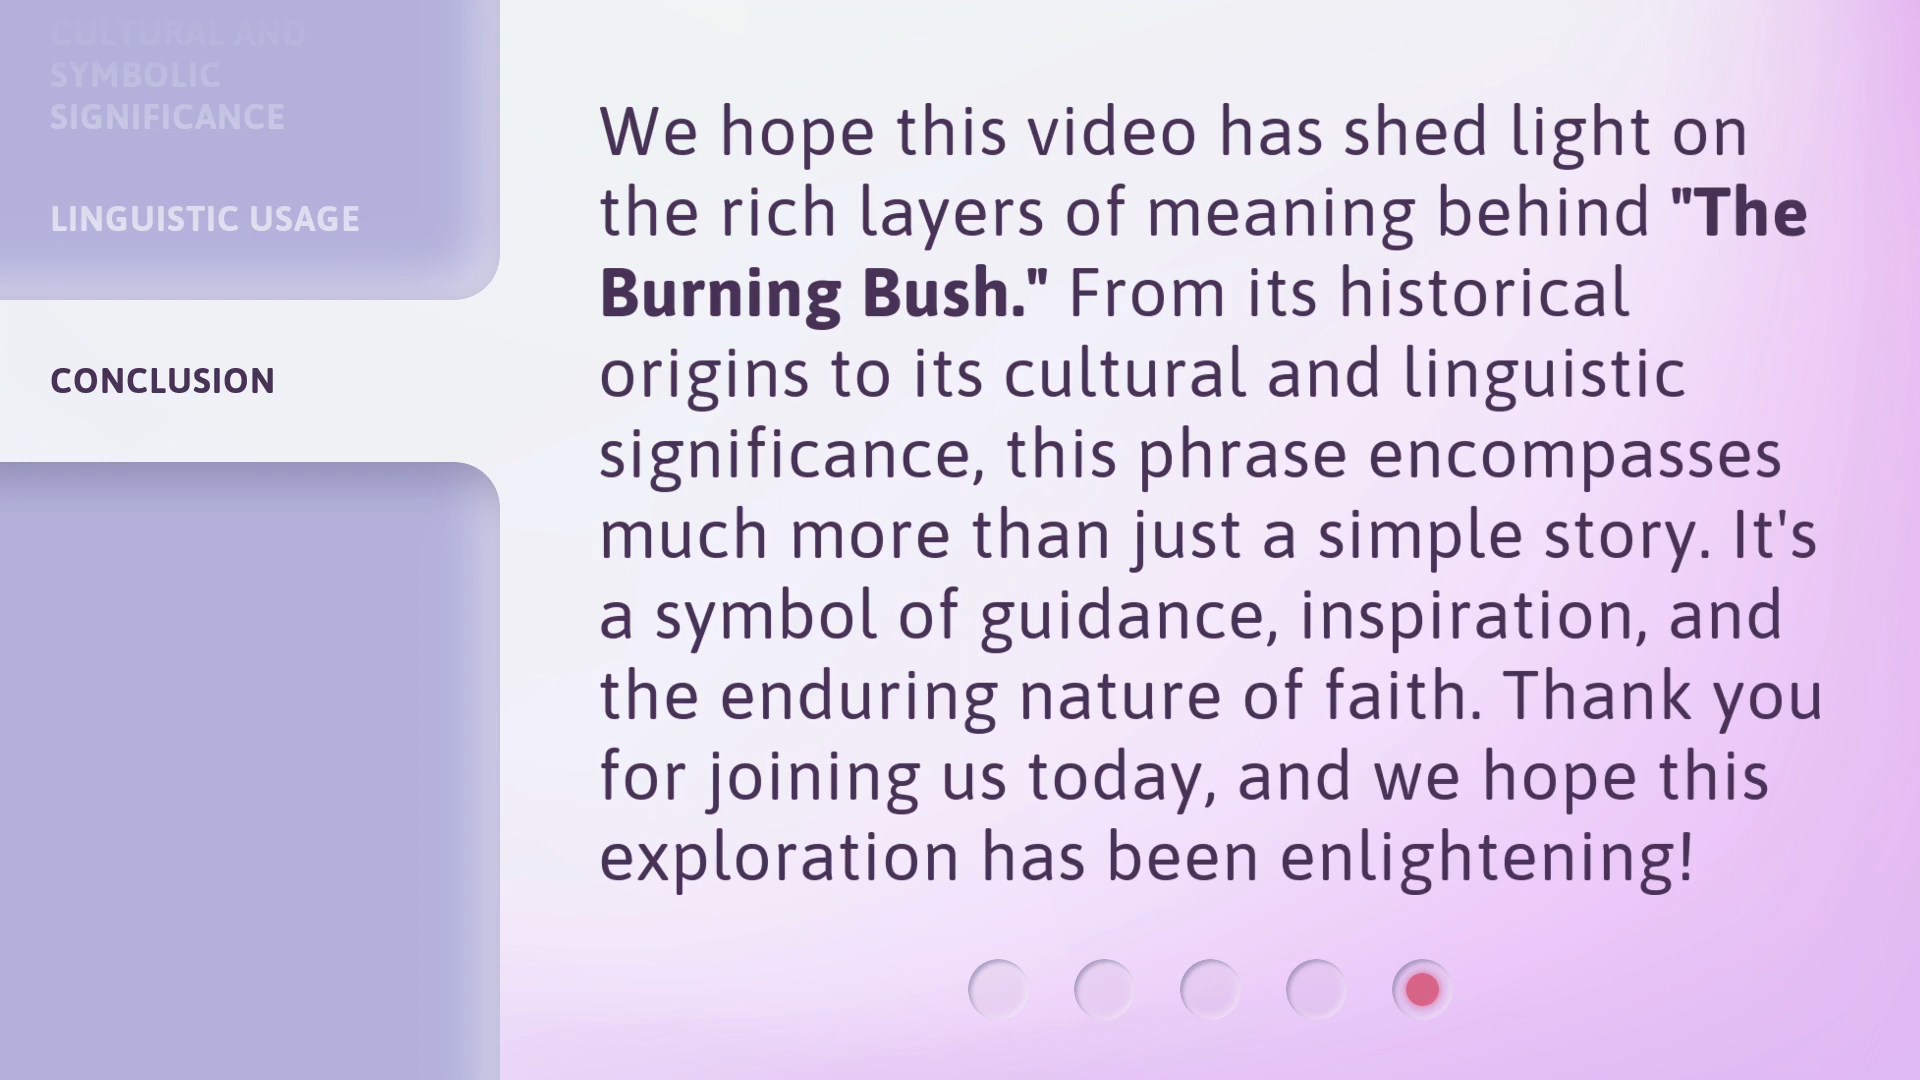 CULTURAL AND
SYMBOLIC
SIGNIFICANCE
LINGUISTIC USAGE
CONCLUSION
We hope this video has shed light on
the rich layers of meaning behind "The
Burning Bush." From its historical
origins to its cultural and linguistic
significance, this phrase encompasses
much more than just a simple story. It's
a symbol of guidance, inspiration, and
the enduring nature of faith. Thank you
for joining us today, and we hope this
exploration has been enlightening!